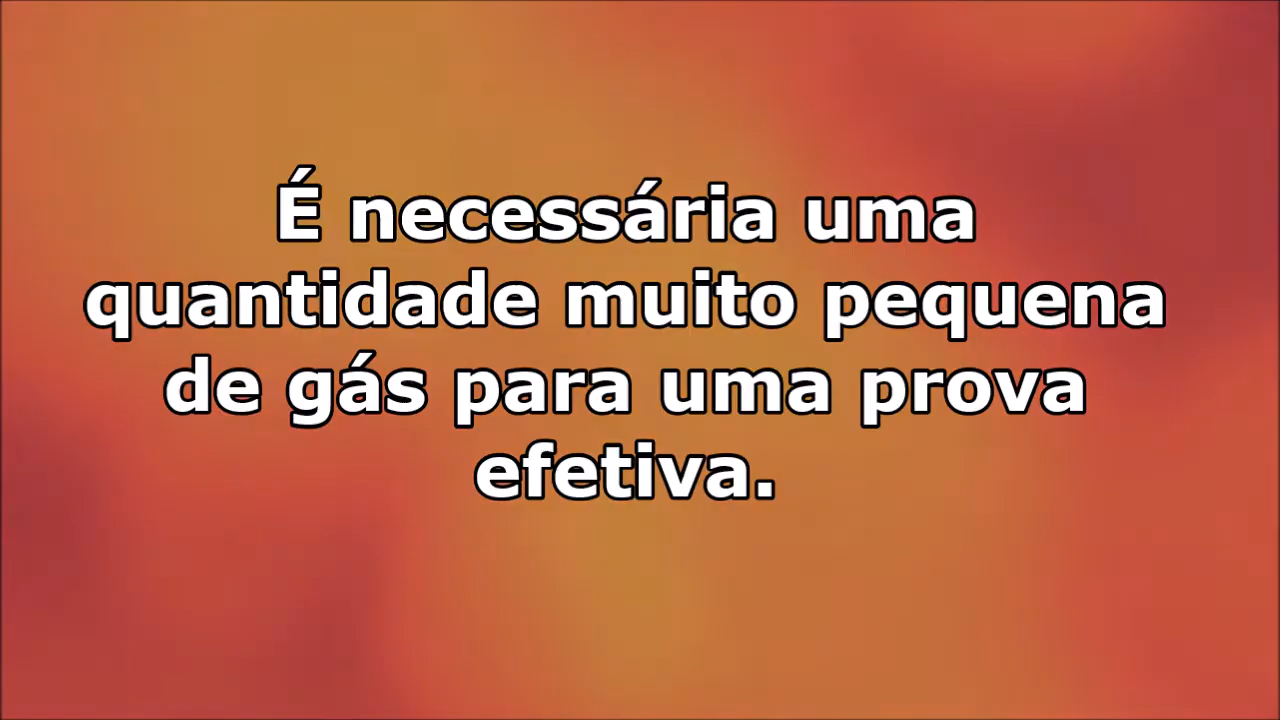 É necessária uma
quantidade muito pequena
de gás para uma prova
efetiva.